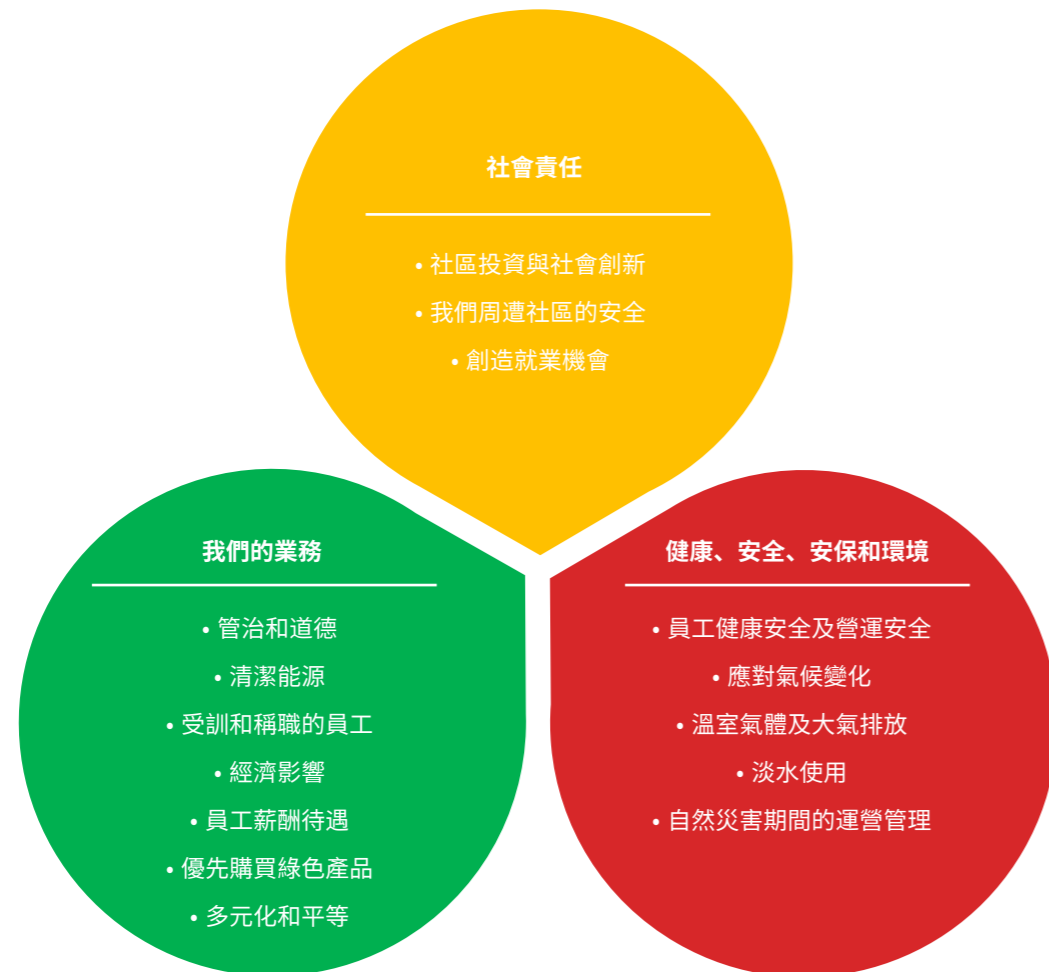 社會責任
• 社區投資與社會創新
• 我們周遭社區的安全
• 創造就業機會
我們的業務
• 管治和道德
• 清潔能源
• 受訓和稱職的員工
• 經濟影響
• 員工薪酬待遇
• 優先購買綠色產品
• 多元化和平等
健康、安全、安保和環境
• 員工健康安全及營運安全
• 應對氣候變化
• 溫室氣體及大氣排放
• 淡水使用
• 自然災害期間的運營管理